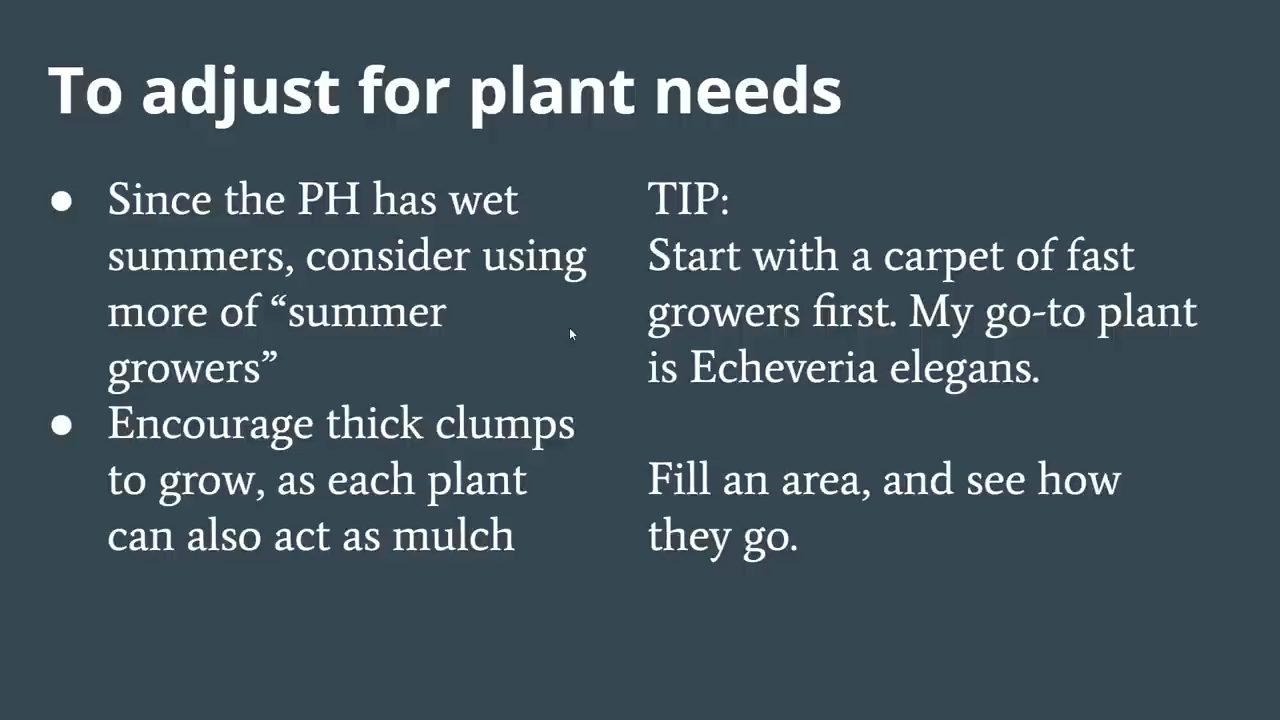 To adjust for plant needs
● Since the PH has wet
summers, consider using
more of “summer
growers”
● Encourage thick clumps
to grow, as each plant
can also act as mulch
TIP:
Start with a carpet of fast
growers first. My go-to plant
is Echeveria elegans.
Fill an area, and see how
they go.